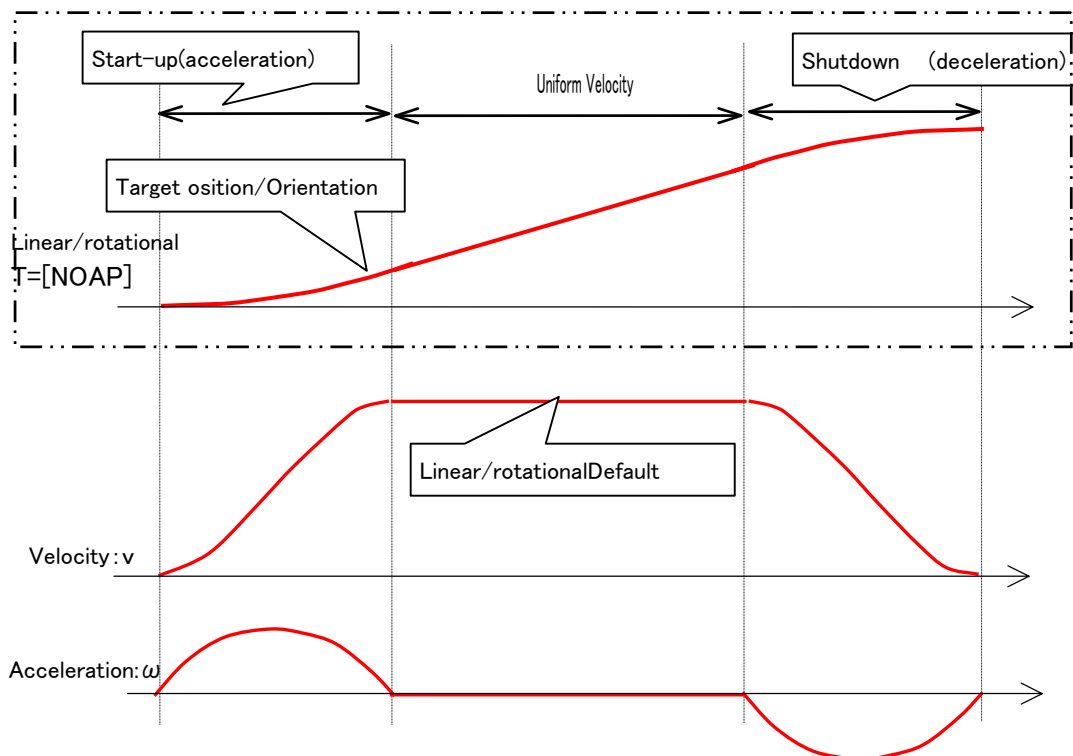 Start-up(acceleration)
Uniform Velocity
Shutdown (deceleration)
Target osition/Orientation
Linear/rotational
T=[NOAP]
Linear/rotationalDefault
Velocity:v
Acceleration:ω